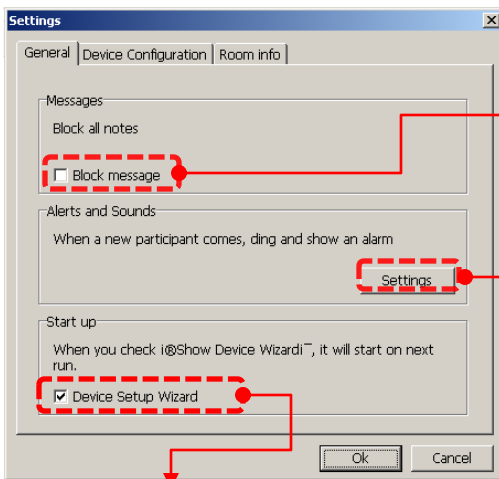 Settings
General Device Configuration Room info
Messages
Block all notes
Block message
Alerts and Sounds
When a new participant comes, ding and show an alarm
Settings
Start up
When you check i®Show Device Wizardi¯, it will start on next
run.
Device Setup Wizard
Ok Cancel